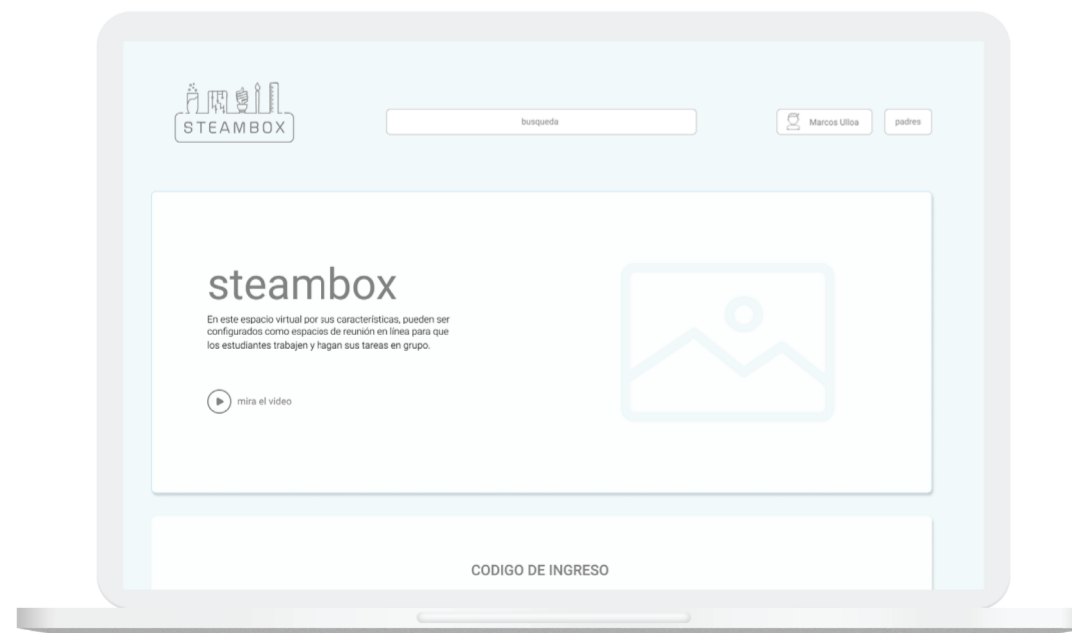 STEAMBOX
busqueda
Marcos Ulloa
padres
steambox
En este espacio virtual por sus características, pueden ser
configurados como espacios de reunión en línea para que
los estudiantes trabajen y hagan sus tareas en grupo.
mira el video
CODIGO DE INGRESO